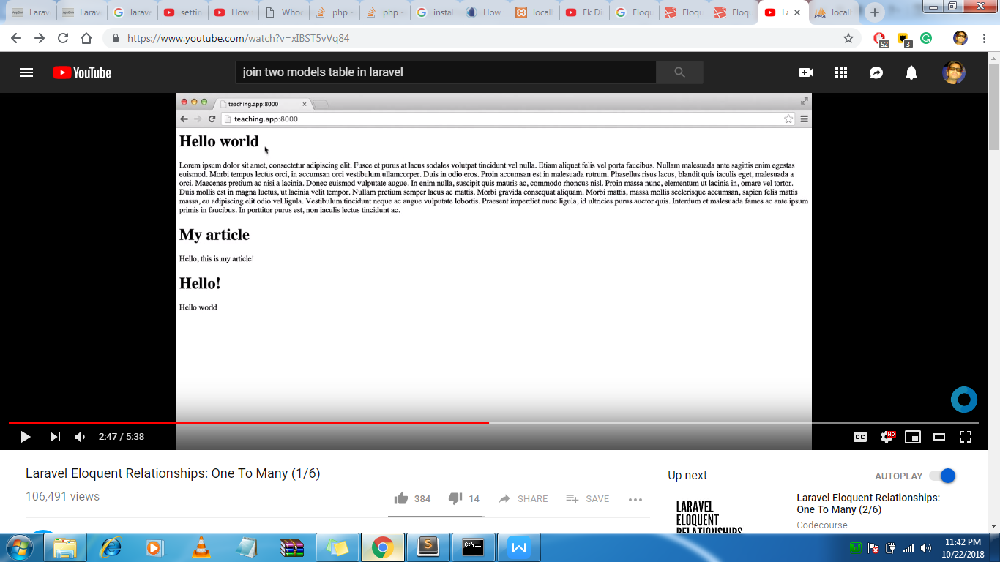 Larav
Larav
larave
settin
How t
Whoo
php -
php -
instal
How
locall
Ek Di
Eloqu
Eloqu
Eloqu
La
locall
https://www.youtube.com/watch?v=xIBST5vVq84
52
3
YouTube
join two models table in laravel
teaching.app:8000
teaching.app:8000
Hello world
Lorem ipsum dolor sit amet, consectetur adipiscing elit. Fusce et purus at lacus sodales volutpat tincidunt vel nulla. Etiam aliquet felis vel porta faucibus. Nullam malesuada ante sagittis enim egestas
euismod. Morbi tempus lectus orci, in accumsan orci vestibulum ullamcorper. Duis in odio eros. Proin accumsan est in malesuada rutrum. Phasellus risus lacus, blandit quis iaculis eget, malesuada a
orci. Maecenas pretium ac nisi a lacinia. Donec euismod vulputate augue. In enim nulla, suscipit quis mauris ac, commodo rhoncus nisl. Proin massa nunc, elementum ut lacinia in, ornare vel tortor.
Duis mollis est in magna luctus, ut lacinia velit tempor. Nullam pretium semper lacus ac mattis. Morbi gravida consequat aliquam. Morbi mattis, massa mollis scelerisque accumsan, sapien felis mattis
massa, eu adipiscing elit odio vel ligula. Vestibulum tincidunt neque ac augue vulputate lobortis. Praesent imperdiet nunc ligula, id ultricies purus auctor quis. Interdum et malesuada fames ac ante ipsum
primis in faucibus. In porttitor purus est, non iaculis lectus tincidunt ac.
My article
Hello, this is my article!
Hello!
Hello world
2:47 / 5:38
CC
HD
Laravel Eloquent Relationships: One To Many (1/6)
106,491 views
384
14
SHARE
SAVE
Up next
AUTOPLAY
LARAVEL
ELOQUENT
RELATIONSHIPS
Laravel Eloquent Relationships:
One To Many (2/6)
Codecourse
11:42 PM
10/22/2018